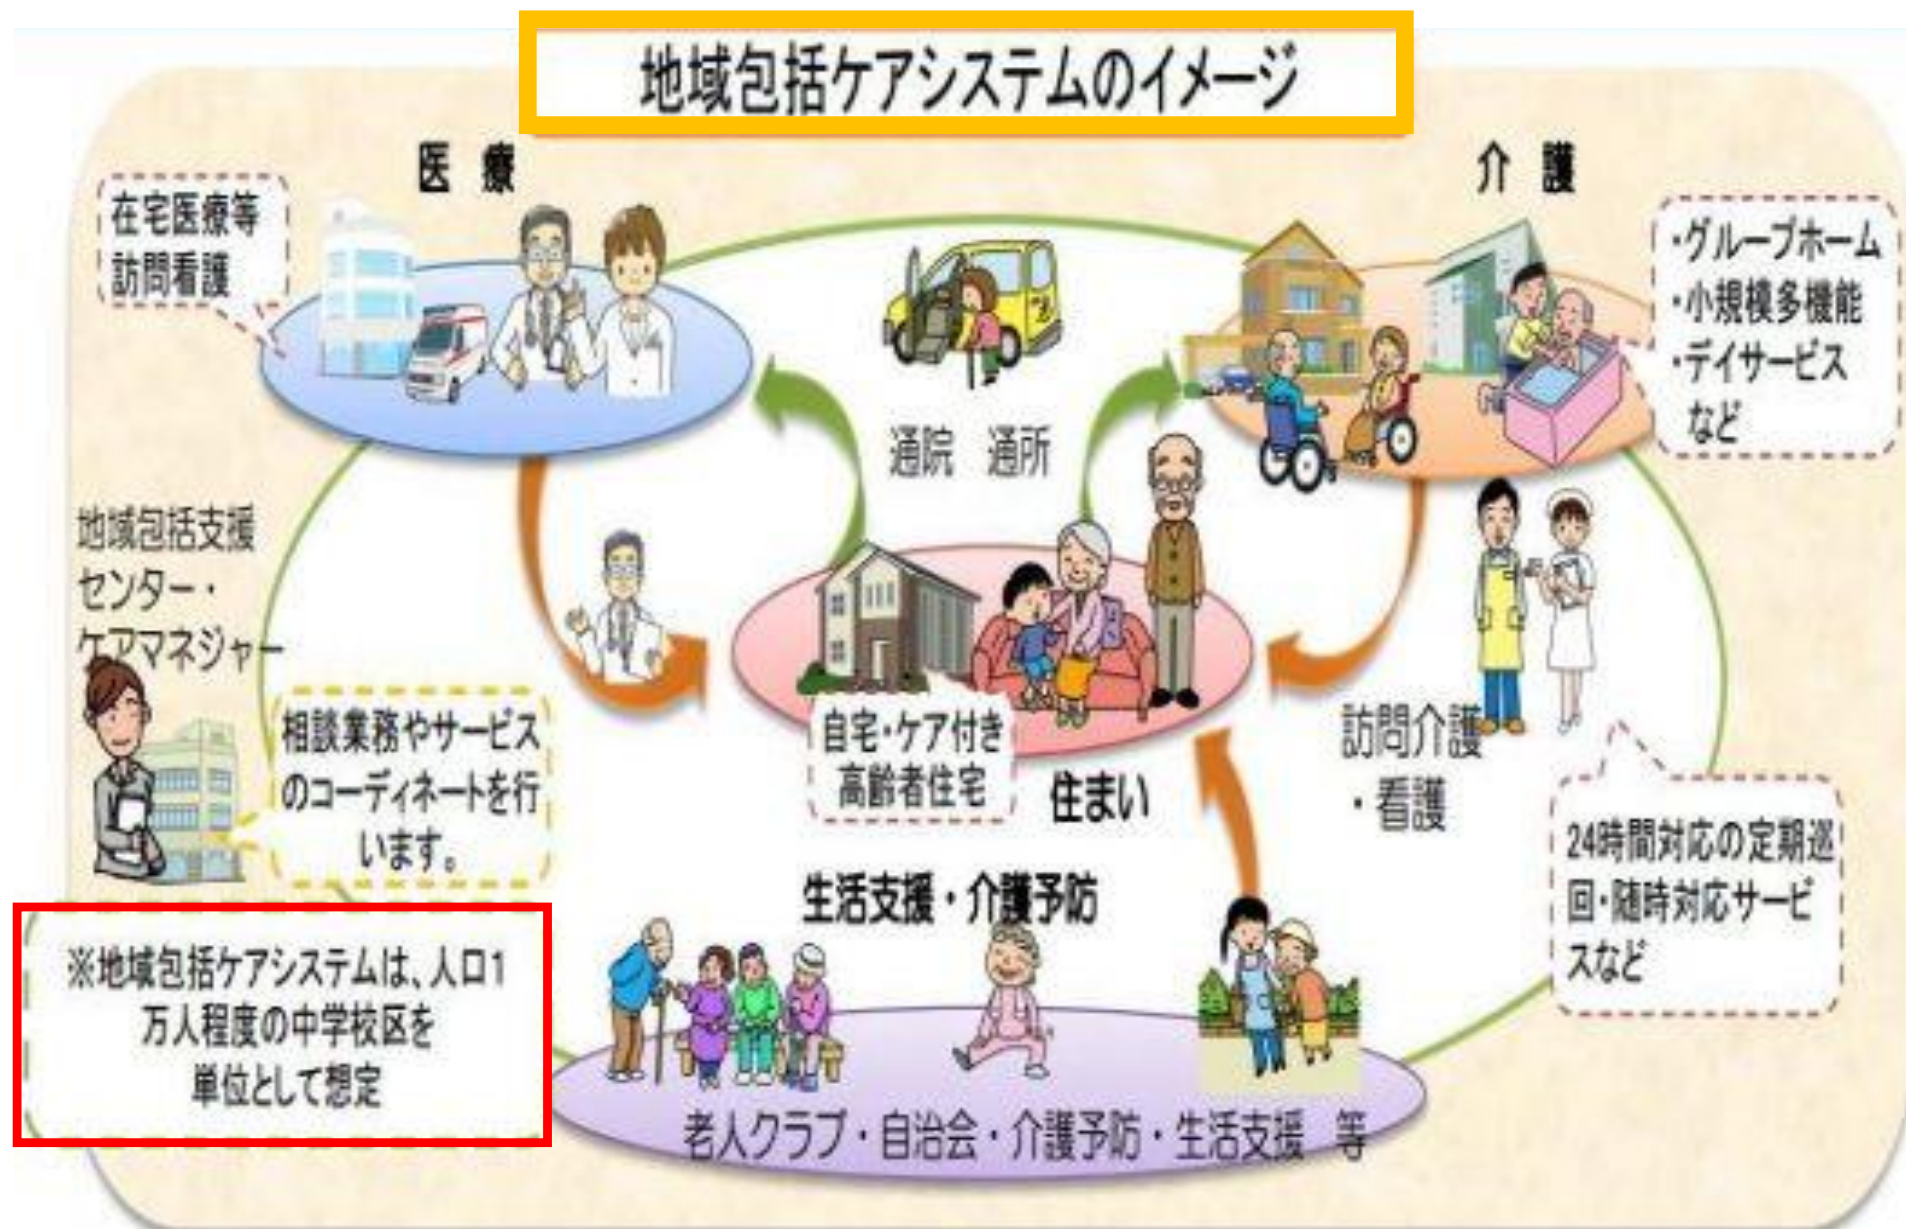 地域包括ケアシステムのイメージ
医 療
介 護
在宅医療等
訪問看護
・グループホーム
・小規模多機能
・デイサービス
など
通院 通所
地域包括支援
センター・
ケアマネジャー
相談業務やサービス
のコーディネートを行
います。
自宅・ケア付き
高齢者住宅
住まい
訪問介護
・看護
24時間対応の定期巡
回・随時対応サービ
スなど
生活支援・介護予防
※地域包括ケアシステムは、人口1
万人程度の中学校区を
単位として想定
老人クラブ・自治会・介護予防・生活支援 等